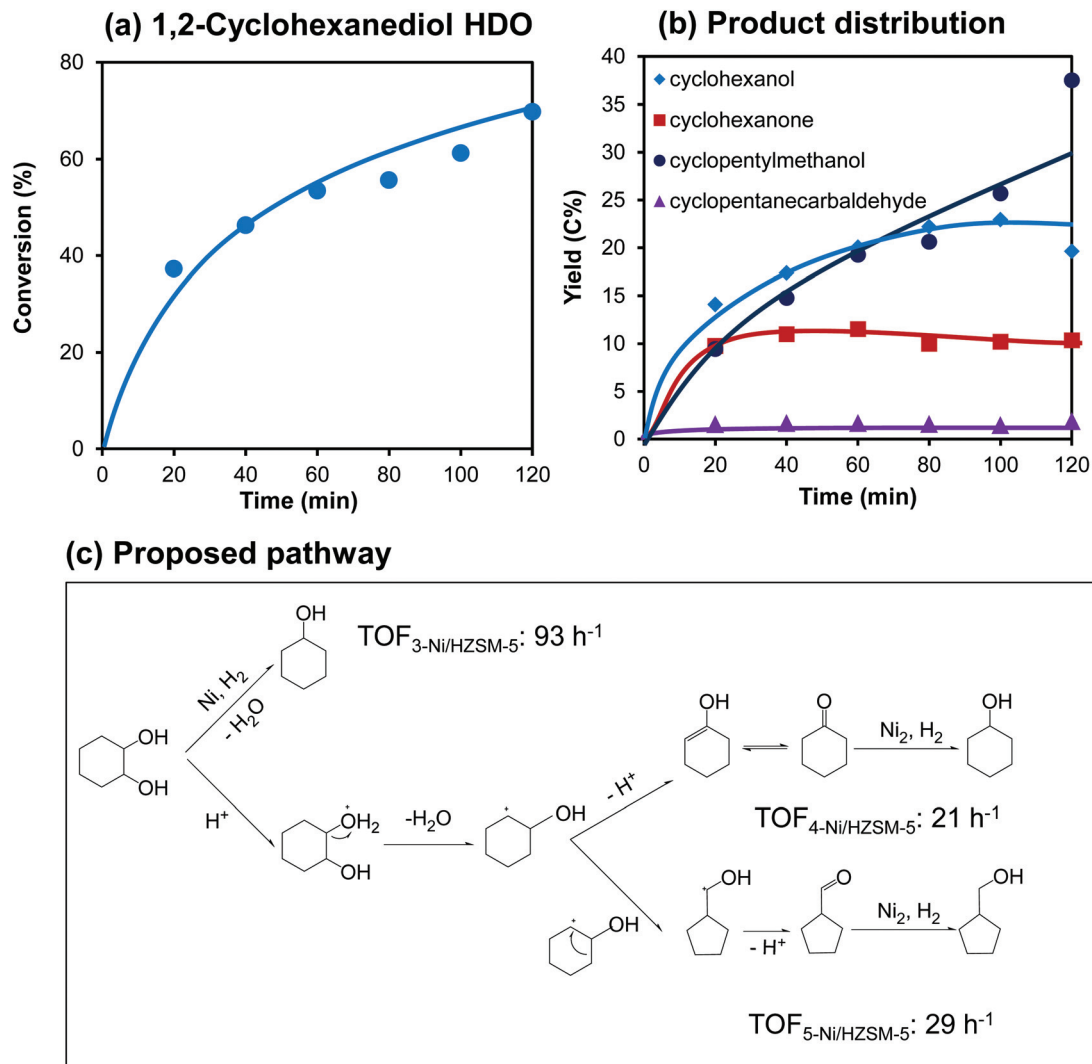 (a) 1,2-Cyclohexanediol HDO
80
60
40
20
0
Conversion (%)
0 20 40 60 80 100 120
Time (min)
(b) Product distribution
40
35
30
25
20
15
10
5
0
Yield (C%)
cyclohexanol
cyclohexanone
cyclopentylmethanol
cyclopentanecarbaldehyde
0 20 40 60 80 100 120
Time (min)
(c) Proposed pathway
OH
TOF3-Ni/HZSM-5: 93 h-1
Ni, H2
- H2O
OH
OH
H+
+
OH2
OH
-H2O
+
OH
- H+
OH
O
Ni2, H2
OH
TOF4-Ni/HZSM-5: 21 h-1
+
OH
+
OH
- H+
O
Ni2, H2
OH
TOF5-Ni/HZSM-5: 29 h-1